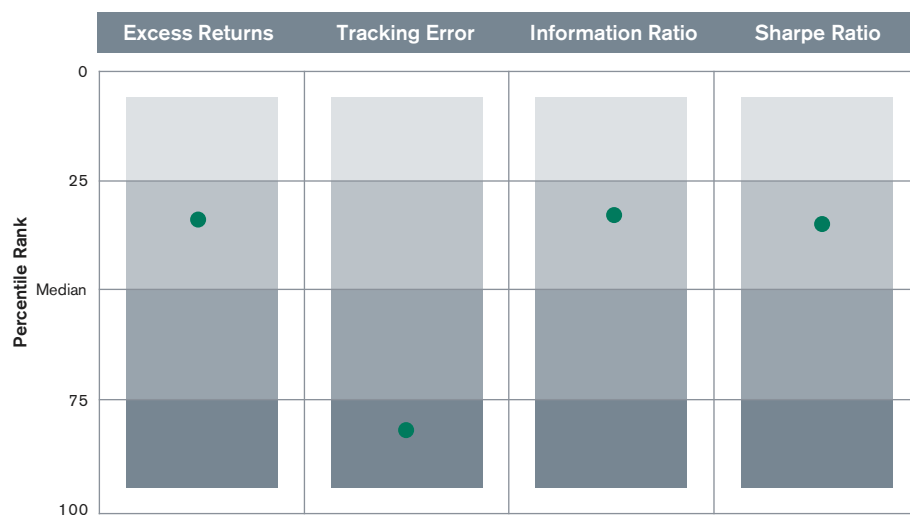 Excess Returns
Tracking Error
Information Ratio
Sharpe Ratio
Percentile Rank
0
25
Median
75
100